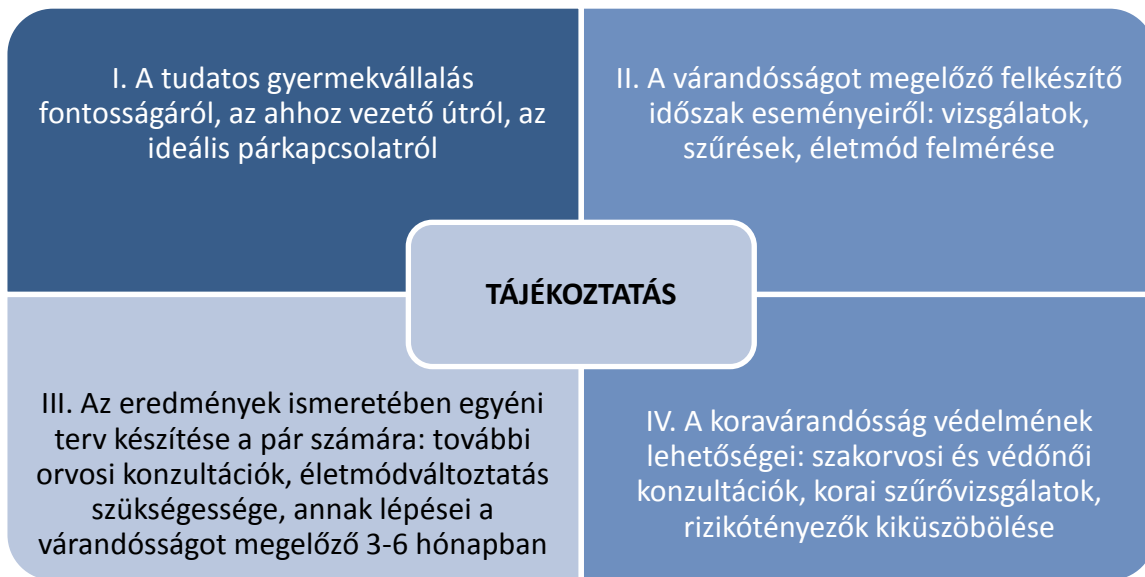 I. A tudatos gyermekvállalás
fontosságáról, az ahhoz vezető útról, az
ideális párkapcsolatról
II. A várandósságot megelőző felkészítő
időszak eseményeiről: vizsgálatok,
szűrések, életmód felmérése
TÁJÉKOZTATÁS
III. Az eredmények ismeretében egyéni
terv készítése a pár számára: további
orvosi konzultációk, életmódváltoztatás
szükségessége, annak lépései a
várandósságot megelőző 3-6 hónapban
IV. A koravárandósság védelmének
lehetőségei: szakorvosi és védőnői
konzultációk, korai szűrővizsgálatok,
rizikótényezők kiküszöbölése